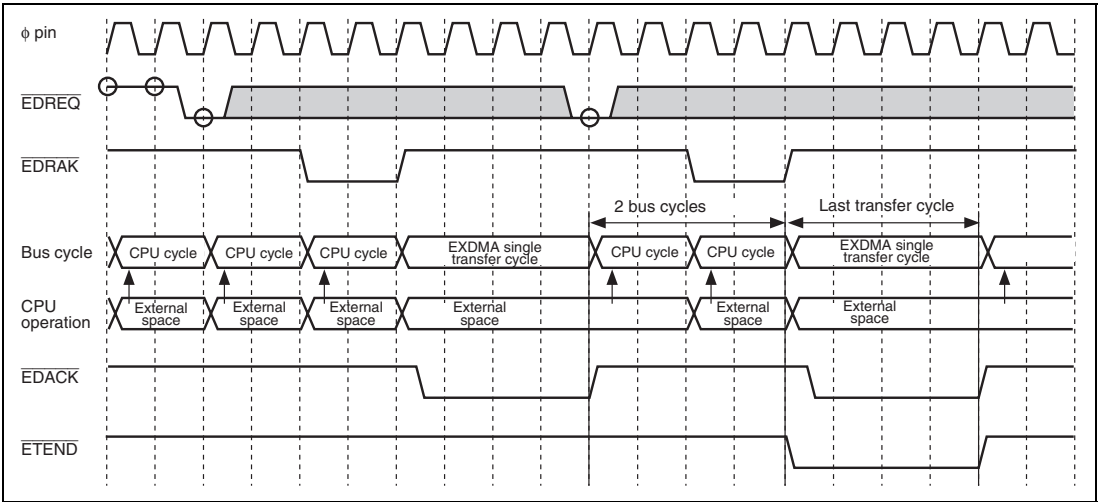 ϕ pin
EDREQ
EDRAK
2 bus cycles
Last transfer cycle
Bus cycle
CPU cycle
CPU cycle
CPU cycle
EXDMA single
transfer cycle
CPU cycle
CPU cycle
EXDMA single
transfer cycle
CPU
operation
External
space
External
space
External
space
External
space
External
space
External
space
EDACK
ETEND